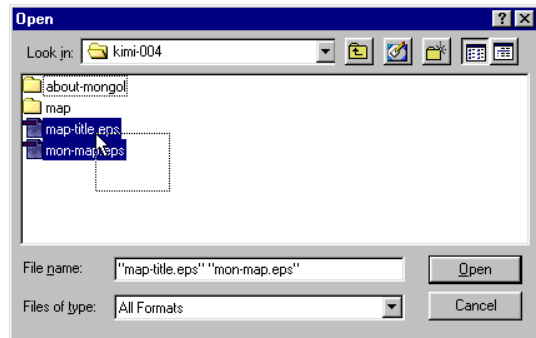 Open
Look in: kimi-004
about-mongol
map
map-title.eps
mon-map.eps
File name: "map-title.eps" "mon-map.eps"
Open
Files of type: All Formats
Cancel